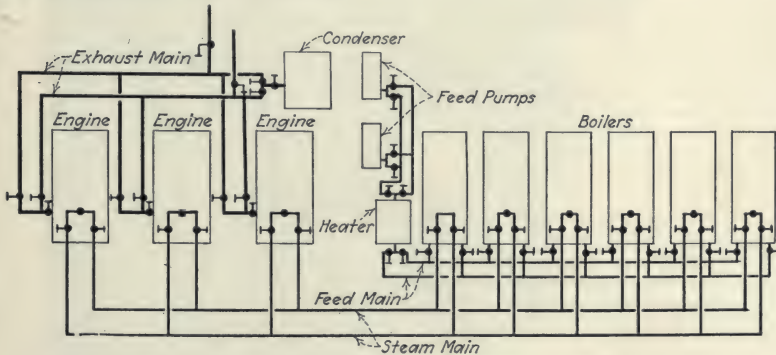 Condenser
Exhaust Main
Feed Pumps
Engine
Engine
Engine
Boilers
Heater
Feed Main
Steam Main